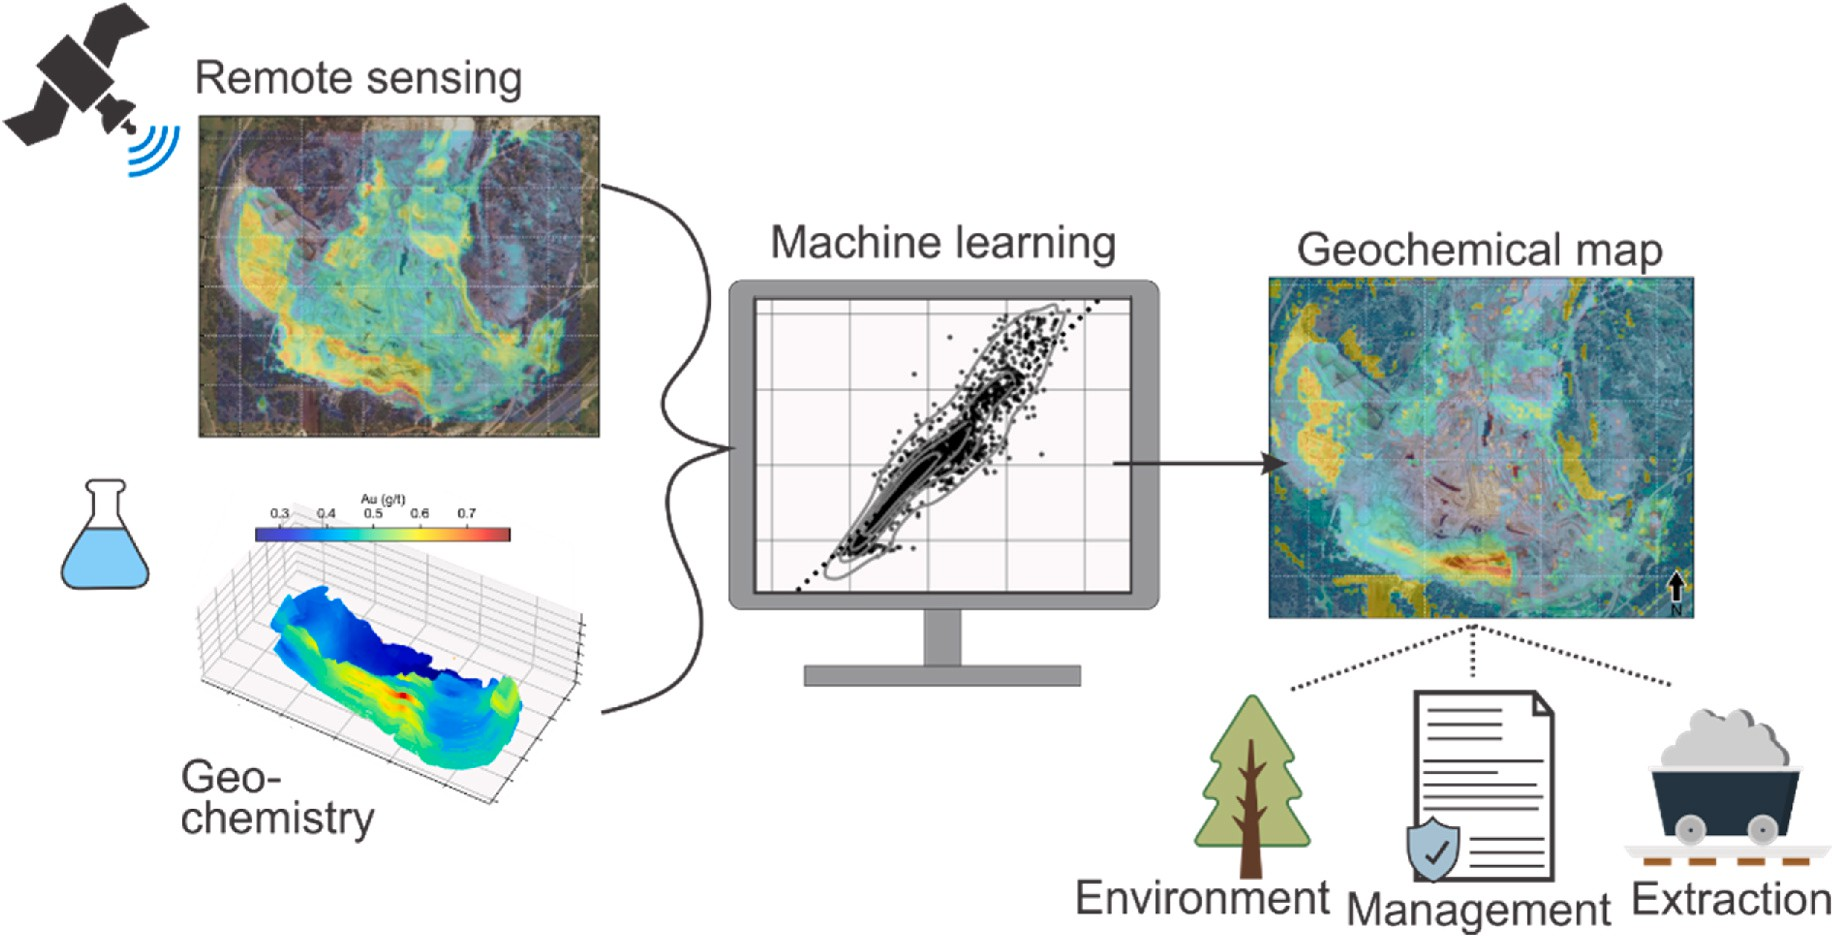 Remote sensing
Machine learning
Geochemical map
Au (g/t)
0.3 0.4 0.5 0.6 0.7
N
Geo-
chemistry
Environment
Management
Extraction